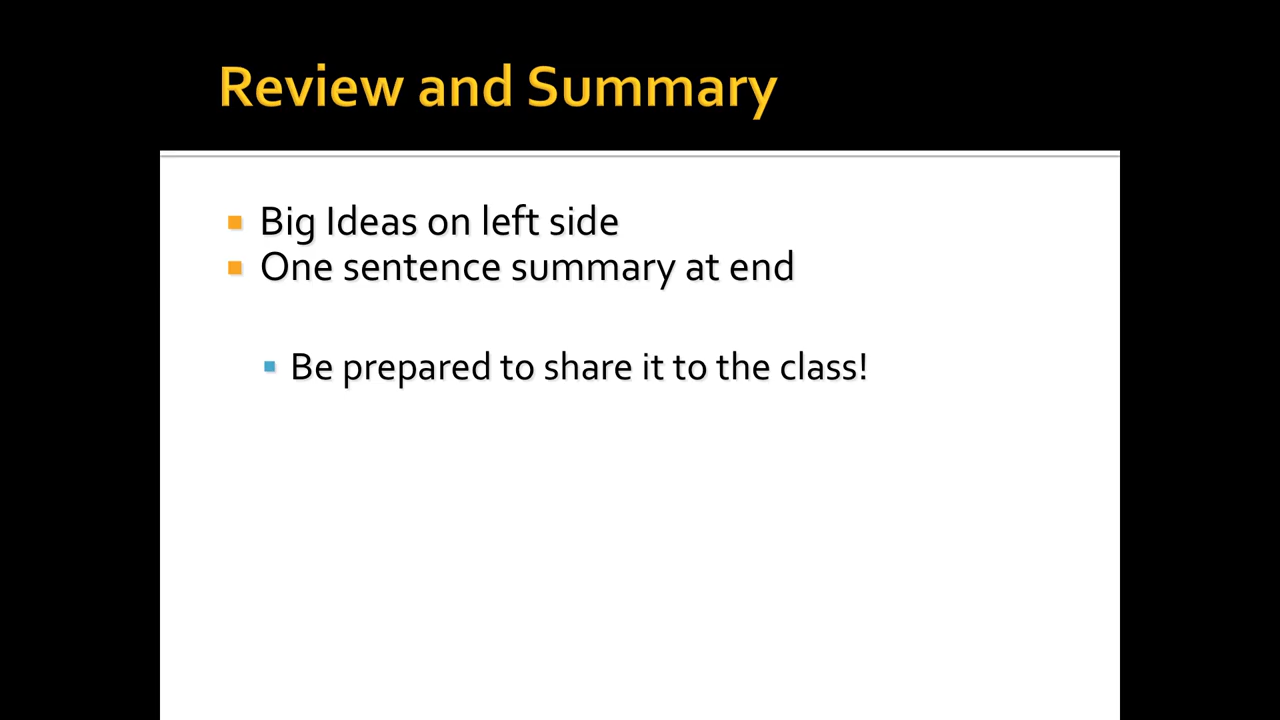 Review and Summary
Big Ideas on left side
One sentence summary at end
Be prepared to share it to the class!